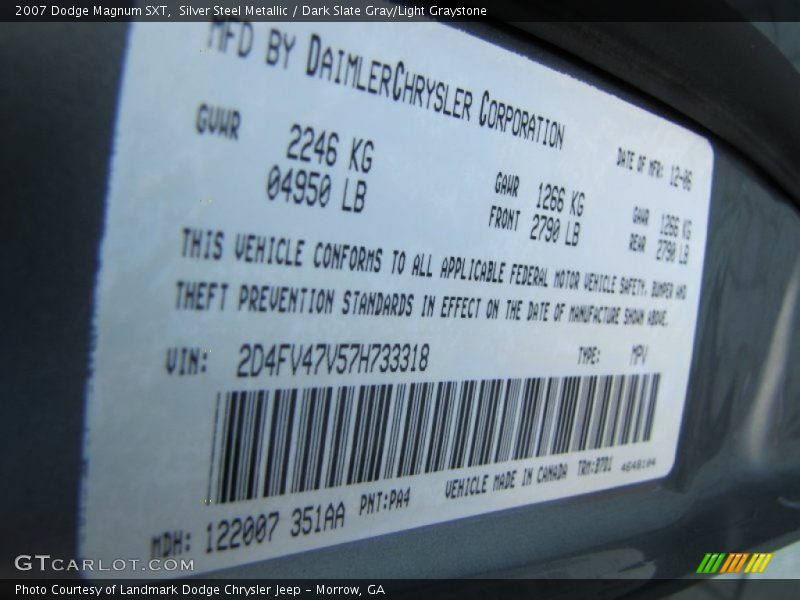 2007 Dodge Magnum SXT,  Silver Steel Metallic / Dark Slate Gray/Light Graystone
MFD BY DAIMLERCHRYSLER CORPORATION
DATE OF MFR: 12-06
GVWR 2246 KG
04950 LB
GAWR 1266 KG
FRONT 2790 LB
GAWR 1266 KG
REAR 2790 LB
THIS VEHICLE CONFORMS TO ALL APPLICABLE FEDERAL MOTOR VEHICLE SAFETY, BUMPER AND
THEFT PREVENTION STANDARDS IN EFFECT ON THE DATE OF MANUFACTURE SHOWN ABOVE.
VIN: 2D4FV47V57H733318 TYPE: MPV
MDH: 122007 351AA PNT:PA4 VEHICLE MADE IN CANADA TRM:B7D1 4648104
GTCARLOT.COM
Photo Courtesy of Landmark Dodge Chrysler Jeep – Morrow, GA